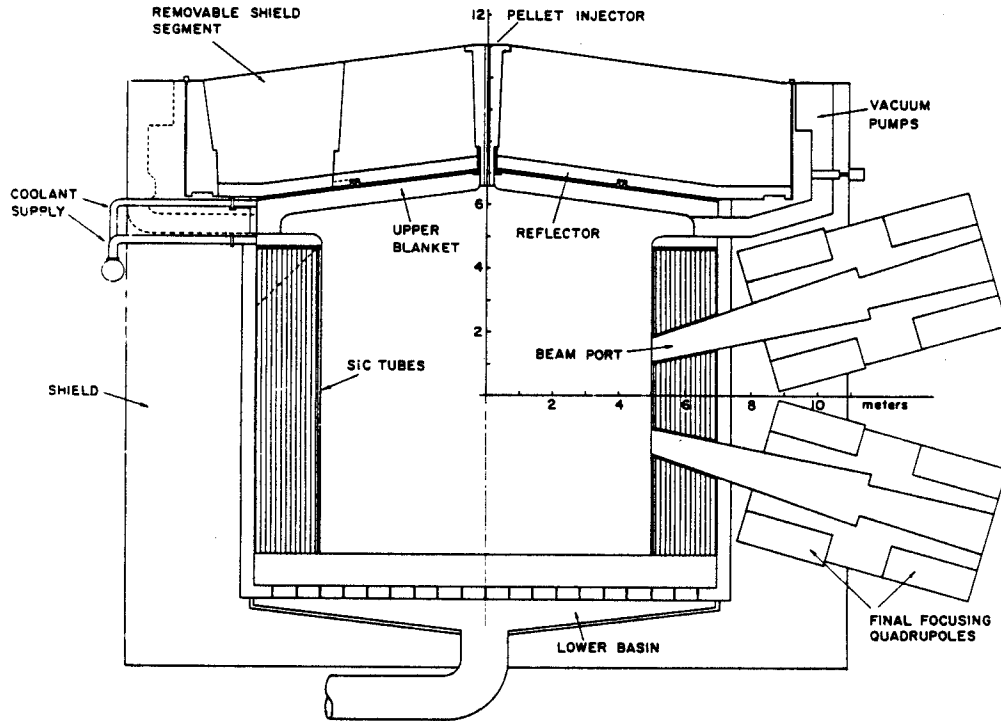 REMOVABLE SHIELD
SEGMENT
12
PELLET INJECTOR
VACUUM
PUMPS
COOLANT
SUPPLY
6
UPPER
BLANKET
REFLECTOR
4
2
BEAM PORT
SiC TUBES
SHIELD
2
4
6
8
10
meters
FINAL FOCUSING
QUADRUPOLES
LOWER BASIN